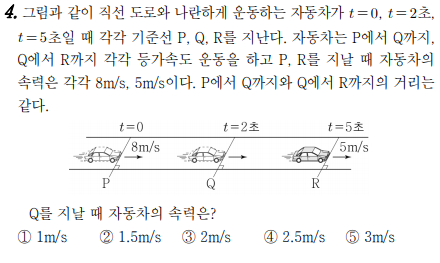 4. 그림과 같이 직선 도로와 나란하게 운동하는 자동차가 t=0, t=2초,
t=5초일 때 각각 기준선 P, Q, R를 지난다. 자동차는 P에서 Q까지,
Q에서 R까지 각각 등가속도 운동을 하고 P, R를 지날 때 자동차의
속력은 각각 8m/s, 5m/s이다. P에서 Q까지와 Q에서 R까지의 거리는
같다.
t=0 t=2초 t=5초
8m/s 5m/s
P Q R
Q를 지날 때 자동차의 속력은?
① 1m/s ② 1.5m/s ③ 2m/s ④ 2.5m/s ⑤ 3m/s